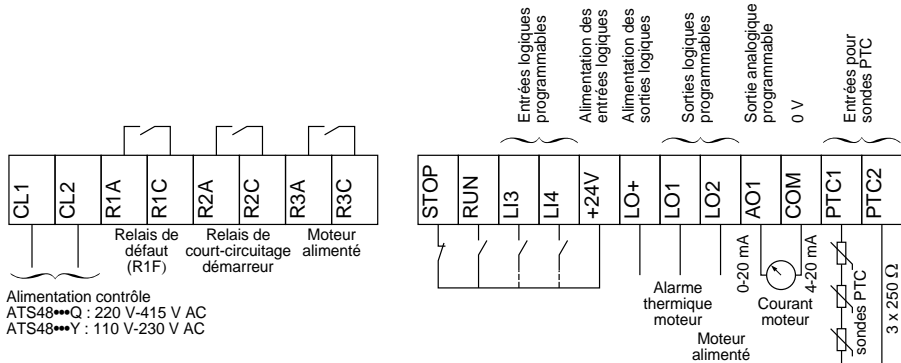 Entrées logiques
programmables
Alimentation des
entrées logiques
Alimentation des
sorties logiques
Sorties logiques
programmables
Sortie analogique
programmable
0 V
Entrées pour
sondes PTC
CL1
CL2
R1A
R1C
R2A
R2C
R3A
R3C
STOP
RUN
LI3
LI4
+24V
LO+
LO1
LO2
AO1
COM
PTC1
PTC2
Relais de
défaut
(R1F)
Relais de
court-circuitage
démarreur
Moteur
alimenté
Alimentation contrôle
ATS48•••Q : 220 V-415 V AC
ATS48•••Y : 110 V-230 V AC
Alarme
thermique
moteur
Moteur
alimenté
0-20 mA
4-20 mA
Courant
moteur
sondes PTC
3 x 250 Ω